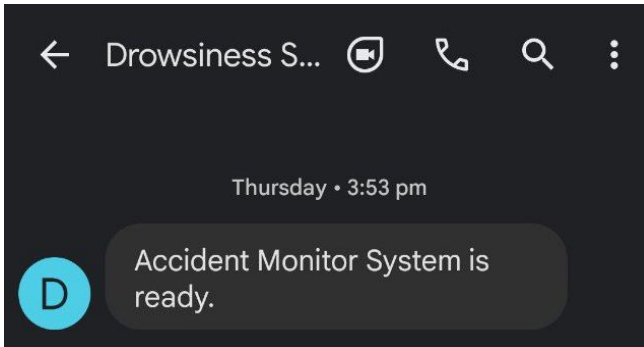 Drowsiness S...
Thursday • 3:53 pm
Accident Monitor System is
ready.
D